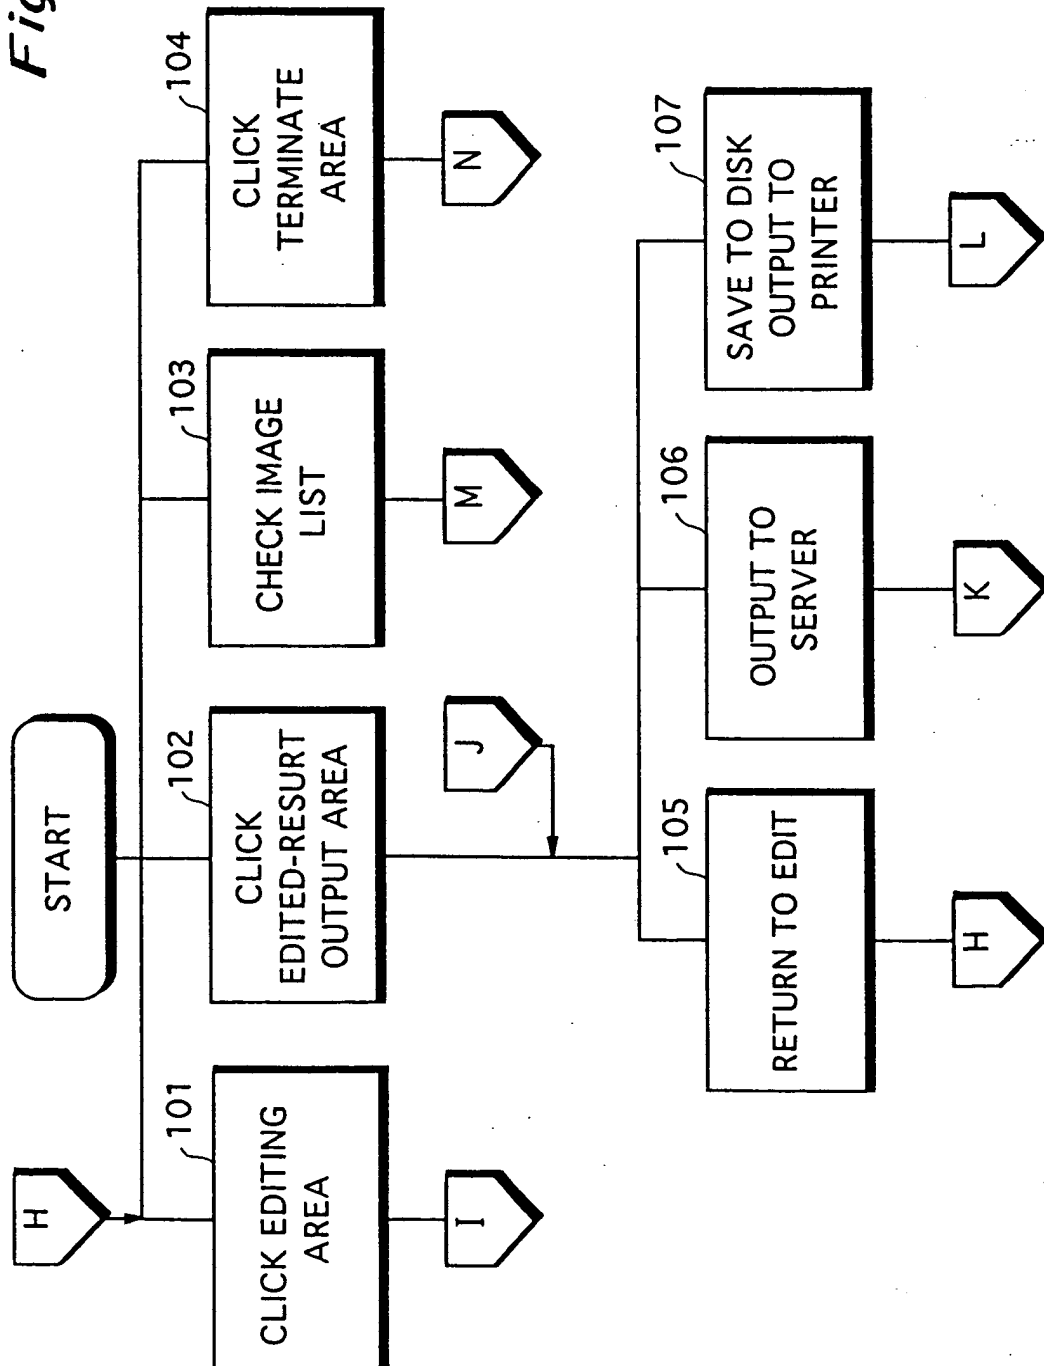 Fig
START
H
101
CLICK EDITING
AREA
I
102
CLICK
EDITED-RESURT
OUTPUT AREA
J
103
CHECK IMAGE
LIST
M
104
CLICK
TERMINATE
AREA
N
105
RETURN TO EDIT
H
106
OUTPUT TO
SERVER
K
107
SAVE TO DISK
OUTPUT TO
PRINTER
L